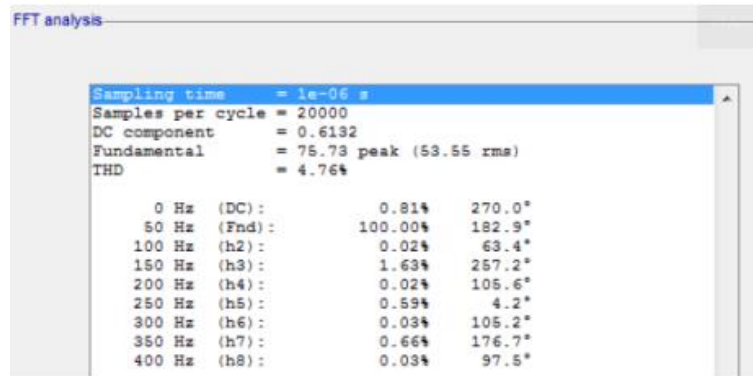 FFT analysis
Sampling time = 1e-06 s
Samples per cycle = 20000
DC component = 0.6132
Fundamental = 75.73 peak (53.55 rms)
THD = 4.76%
0 Hz (DC): 0.81% 270.0°
50 Hz (Fnd): 100.00% 182.9°
100 Hz (h2): 0.02% 63.4°
150 Hz (h3): 1.63% 257.2°
200 Hz (h4): 0.02% 105.6°
250 Hz (h5): 0.59% 4.2°
300 Hz (h6): 0.03% 105.2°
350 Hz (h7): 0.66% 176.7°
400 Hz (h8): 0.03% 97.5°